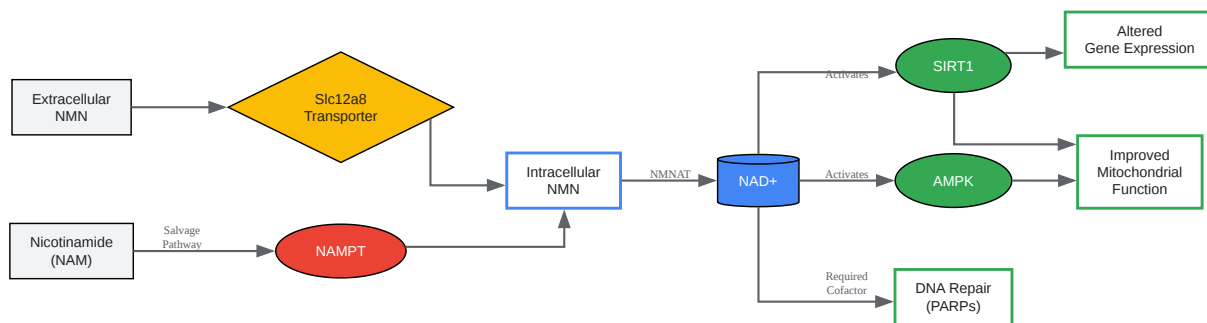 Extracellular
NMN
Slc12a8
Transporter
Nicotinamide
(NAM)
Salvage
Pathway
NAMPT
Intracellular
NMN
NMNAT
NAD+
Activates
SIRT1
Altered
Gene Expression
Activates
AMPK
Improved
Mitochondrial
Function
Required
Cofactor
DNA Repair
(PARPs)